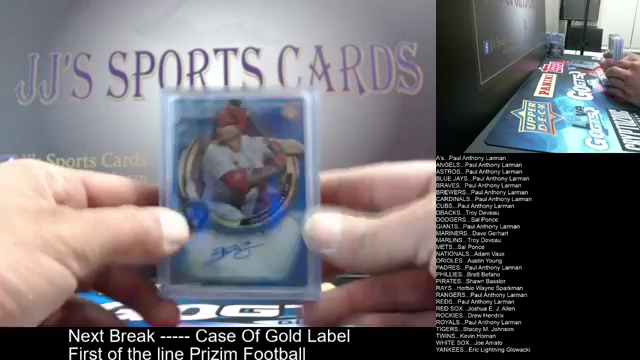 JJ'S SPORTS CARDS
JJ's Sports Cards
PANINI
UPPER DECK
A's...Paul Anthony Larman
ANGELS...Paul Anthony Larman
ASTROS...Paul Anthony Larman
BLUE JAYS...Paul Anthony Larman
BRAVES...Paul Anthony Larman
BREWERS...Paul Anthony Larman
CARDINALS...Paul Anthony Larman
CUBS...Paul Anthony Larman
DBACKS...Troy Deveau
DODGERS...Sal Ponce
GIANTS...Paul Anthony Larman
MARINERS...Dave Gerhart
MARLINS...Troy Deveau
METS...Sal Ponce
NATIONALS...Adam Vaux
ORIOLES...Austin Young
PADRES...Paul Anthony Larman
PHILLIES...Brett Befano
PIRATES...Shawn Bassler
RAYS...Herbie Wayne Sparkman
RANGERS...Paul Anthony Larman
REDS...Paul Anthony Larman
RED SOX...Joshua E. J. Allen
ROCKIES...Drew Hendrix
ROYALS...Paul Anthony Larman
TIGERS...Stacey M. Johnson
TWINS...Kevin Homan
WHITE SOX...Joe Amato
YANKEES...Eric Lightning Glowacki
Next Break ----- Case Of Gold Label
First of the line Prizim Football